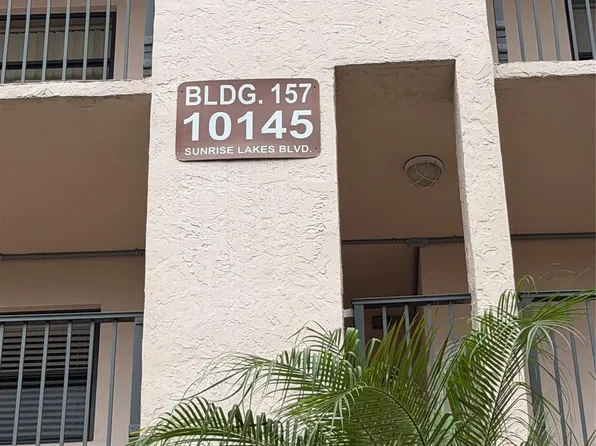 BLDG. 157
10145
SUNRISE LAKES BLVD.